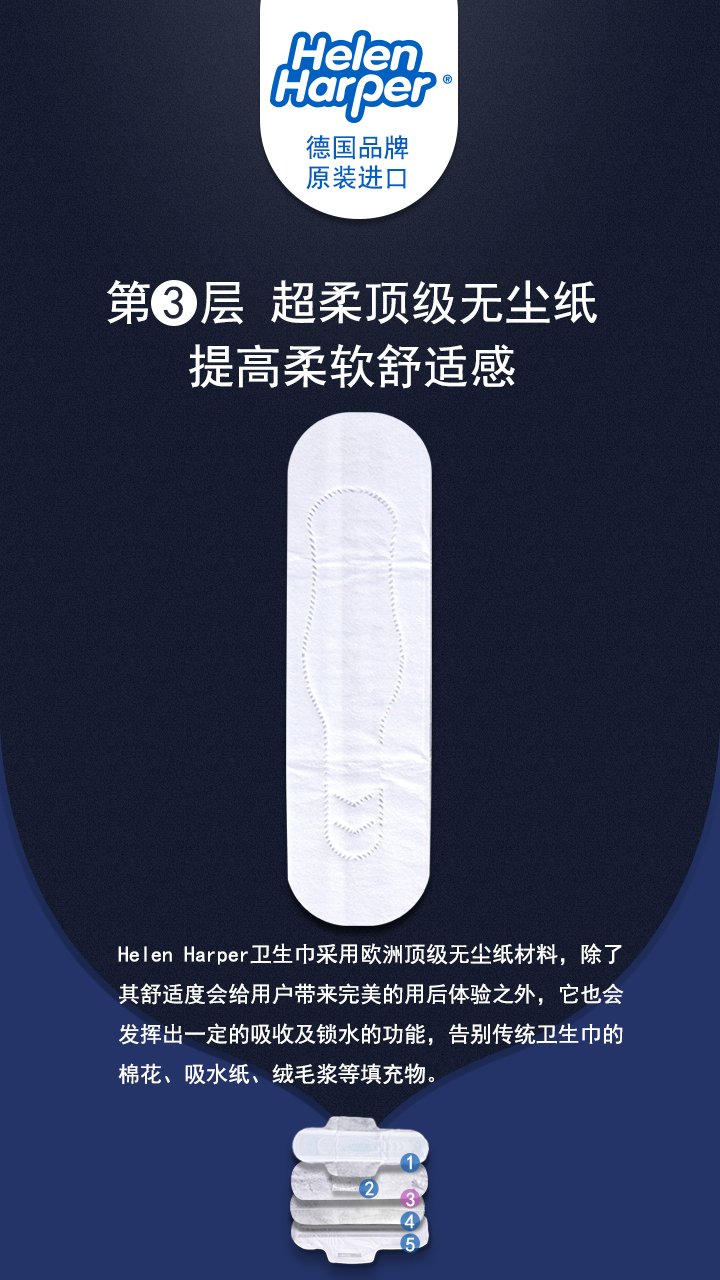 Helen
Harper®
德国品牌
原装进口
第3层 超柔顶级无尘纸
提高柔软舒适感
Helen Harper卫生巾采用欧洲顶级无尘纸材料，除了
其舒适度会给用户带来完美的用后体验之外，它也会
发挥出一定的吸收及锁水的功能，告别传统卫生巾的
棉花、吸水纸、绒毛浆等填充物。
1
2
3
4
5